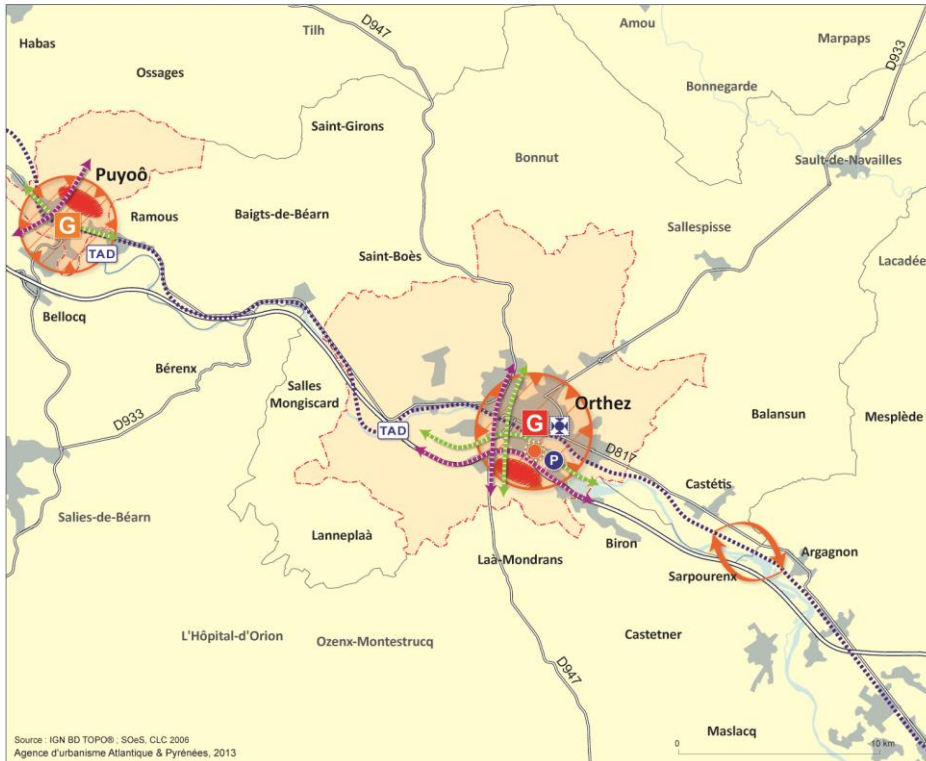 Habas
Tilh
D947
Amou
Marpaps
D933
Ossages
Bonnegarde
Saint-Girons
Bonnut
Sault-de-Navailles
Puyoô
G
Ramous
Baigts-de-Béarn
Sallespisse
TAD
Saint-Boès
Lacadée
Bellocq
Bérenx
Salles
Mongiscard
Orthez
G
Balansun
Mesplède
D933
TAD
D817
P
Castétis
Salies-de-Béarn
Lanneplaà
Laà-Mondrans
Biron
Argagnon
Sarpourenx
L'Hôpital-d'Orion
Ozenx-Montestrucq
Castetner
D947
Maslacq
Source : IGN BD TOPO® ; SOeS, CLC 2006
Agence d'urbanisme Atlantique & Pyrénées, 2013
0
10 km